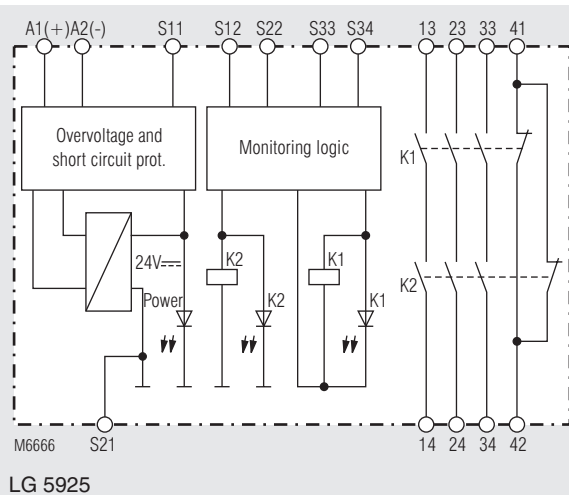 A1(+) A2(-) S11 S12 S22 S33 S34 13 23 33 41
Overvoltage and
short circuit prot.
Monitoring logic
K1
24V
K2
K1
K2
Power
K2
K1
M6666 S21 14 24 34 42
LG 5925